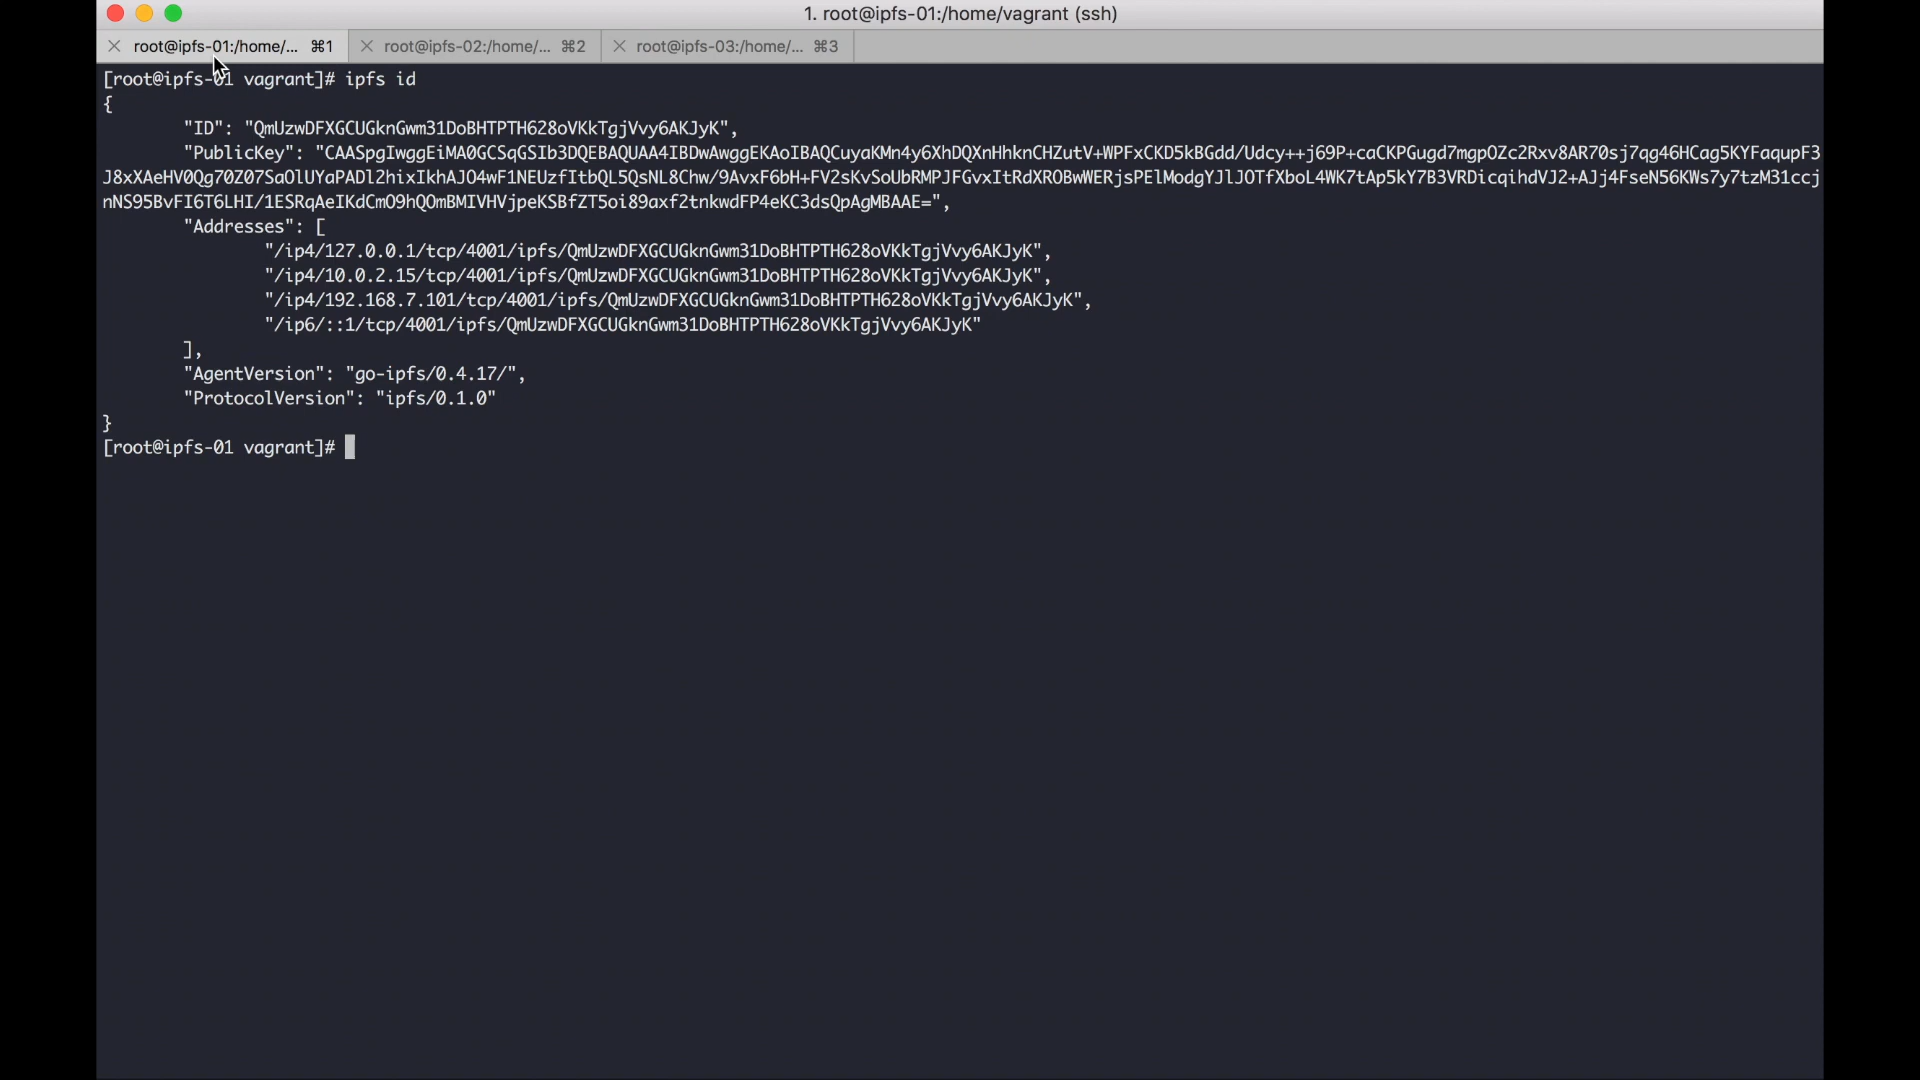 1. root@ipfs-01:/home/vagrant (ssh)
root@ipfs-01:/home/... ⌘1 root@ipfs-02:/home/... ⌘2 root@ipfs-03:/home/... ⌘3
[root@ipfs-01 vagrant]# ipfs id
{
"ID": "QmUzwDFXGCUGknGwm31DoBHTPTH628oVKkTgjVvy6AKJyK",
"PublicKey": "CAASpgIwggEiMA0GCSqGSIb3DQEBAQUAA4IBDwAwggEKAoIBAQCuyaKMn4y6XhDQXnHhknCHZutV+WPFxCKD5kBGdd/Udcy++j69P+caCKPGugd7mgpOZc2Rxv8AR70sj7qg46HCag5KYFaqupF3
J8xXAeHV0Qg70Z07SaOlUYaPADl2hixIkhAJO4wF1NEUzfItbQL5QsNL8Chw/9AvxF6bH+FV2sKvSoUbRMPJFGvxItRdXROBwWERjsPElModgYJlJOTfXboL4WK7tAp5kY7B3VRDicqihdVJ2+AJj4FseN56KWs7y7tzM31ccj
nNS95BvFI6T6LHI/1ESRqAeIKdCmO9hQOmBMIVHVjpeKSBfZT5oi89axf2tnkwdFP4eKC3dsQpAgMBAAE=",
"Addresses": [
"/ip4/127.0.0.1/tcp/4001/ipfs/QmUzwDFXGCUGknGwm31DoBHTPTH628oVKkTgjVvy6AKJyK",
"/ip4/10.0.2.15/tcp/4001/ipfs/QmUzwDFXGCUGknGwm31DoBHTPTH628oVKkTgjVvy6AKJyK",
"/ip4/192.168.7.101/tcp/4001/ipfs/QmUzwDFXGCUGknGwm31DoBHTPTH628oVKkTgjVvy6AKJyK",
"/ip6/::1/tcp/4001/ipfs/QmUzwDFXGCUGknGwm31DoBHTPTH628oVKkTgjVvy6AKJyK"
],
"AgentVersion": "go-ipfs/0.4.17/",
"ProtocolVersion": "ipfs/0.1.0"
}
[root@ipfs-01 vagrant]#